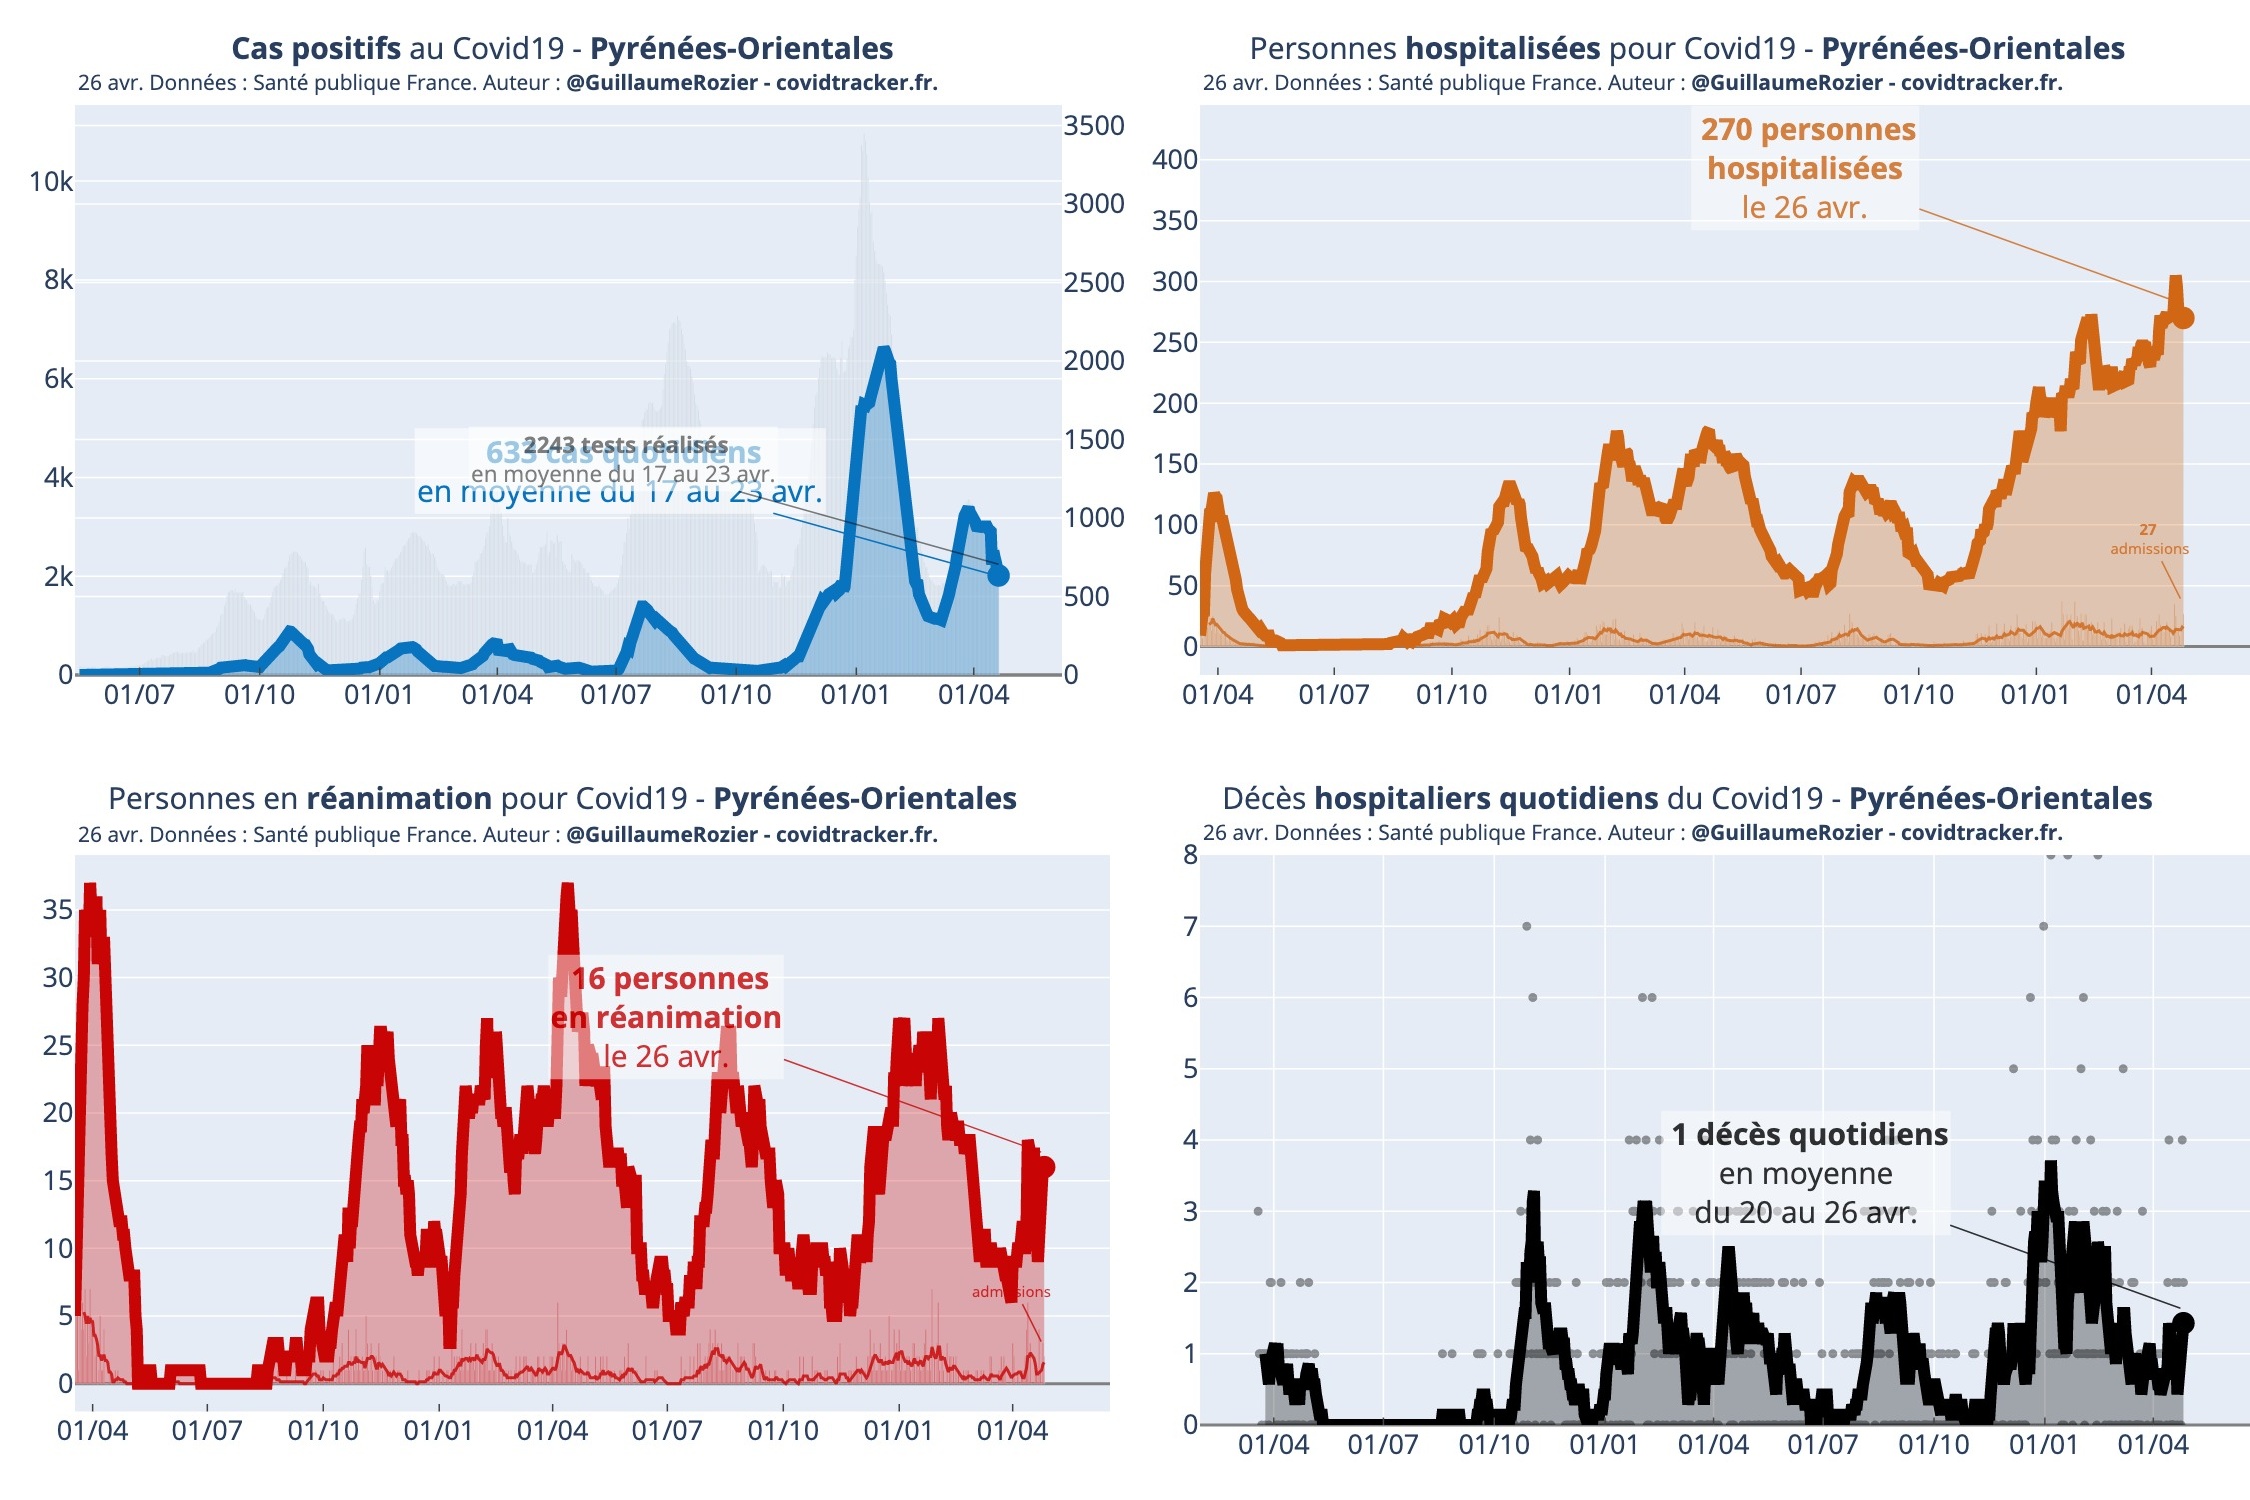 Cas positifs au Covid19 - Pyrénées-Orientales
26 avr. Données : Santé publique France. Auteur : @GuillaumeRozier - covidtracker.fr.
10k
8k
6k
4k
2k
0
3500
3000
2500
2000
1500
1000
500
0
2243 tests réalisés
en moyenne du 17 au 23 avr.
633 cas quotidiens
en moyenne du 17 au 23 avr.
01/07 01/10 01/01 01/04 01/07 01/10 01/01 01/04
Personnes hospitalisées pour Covid19 - Pyrénées-Orientales
26 avr. Données : Santé publique France. Auteur : @GuillaumeRozier - covidtracker.fr.
400
350
300
250
200
150
100
50
0
270 personnes
hospitalisées
le 26 avr.
27
admissions
01/04 01/07 01/10 01/01 01/04 01/07 01/10 01/01 01/04
Personnes en réanimation pour Covid19 - Pyrénées-Orientales
26 avr. Données : Santé publique France. Auteur : @GuillaumeRozier - covidtracker.fr.
35
30
25
20
15
10
5
0
16 personnes
en réanimation
le 26 avr.
admissions
01/04 01/07 01/10 01/01 01/04 01/07 01/10 01/01 01/04
Décès hospitaliers quotidiens du Covid19 - Pyrénées-Orientales
26 avr. Données : Santé publique France. Auteur : @GuillaumeRozier - covidtracker.fr.
8
7
6
5
4
3
2
1
0
1 décès quotidiens
en moyenne
du 20 au 26 avr.
01/04 01/07 01/10 01/01 01/04 01/07 01/10 01/01 01/04